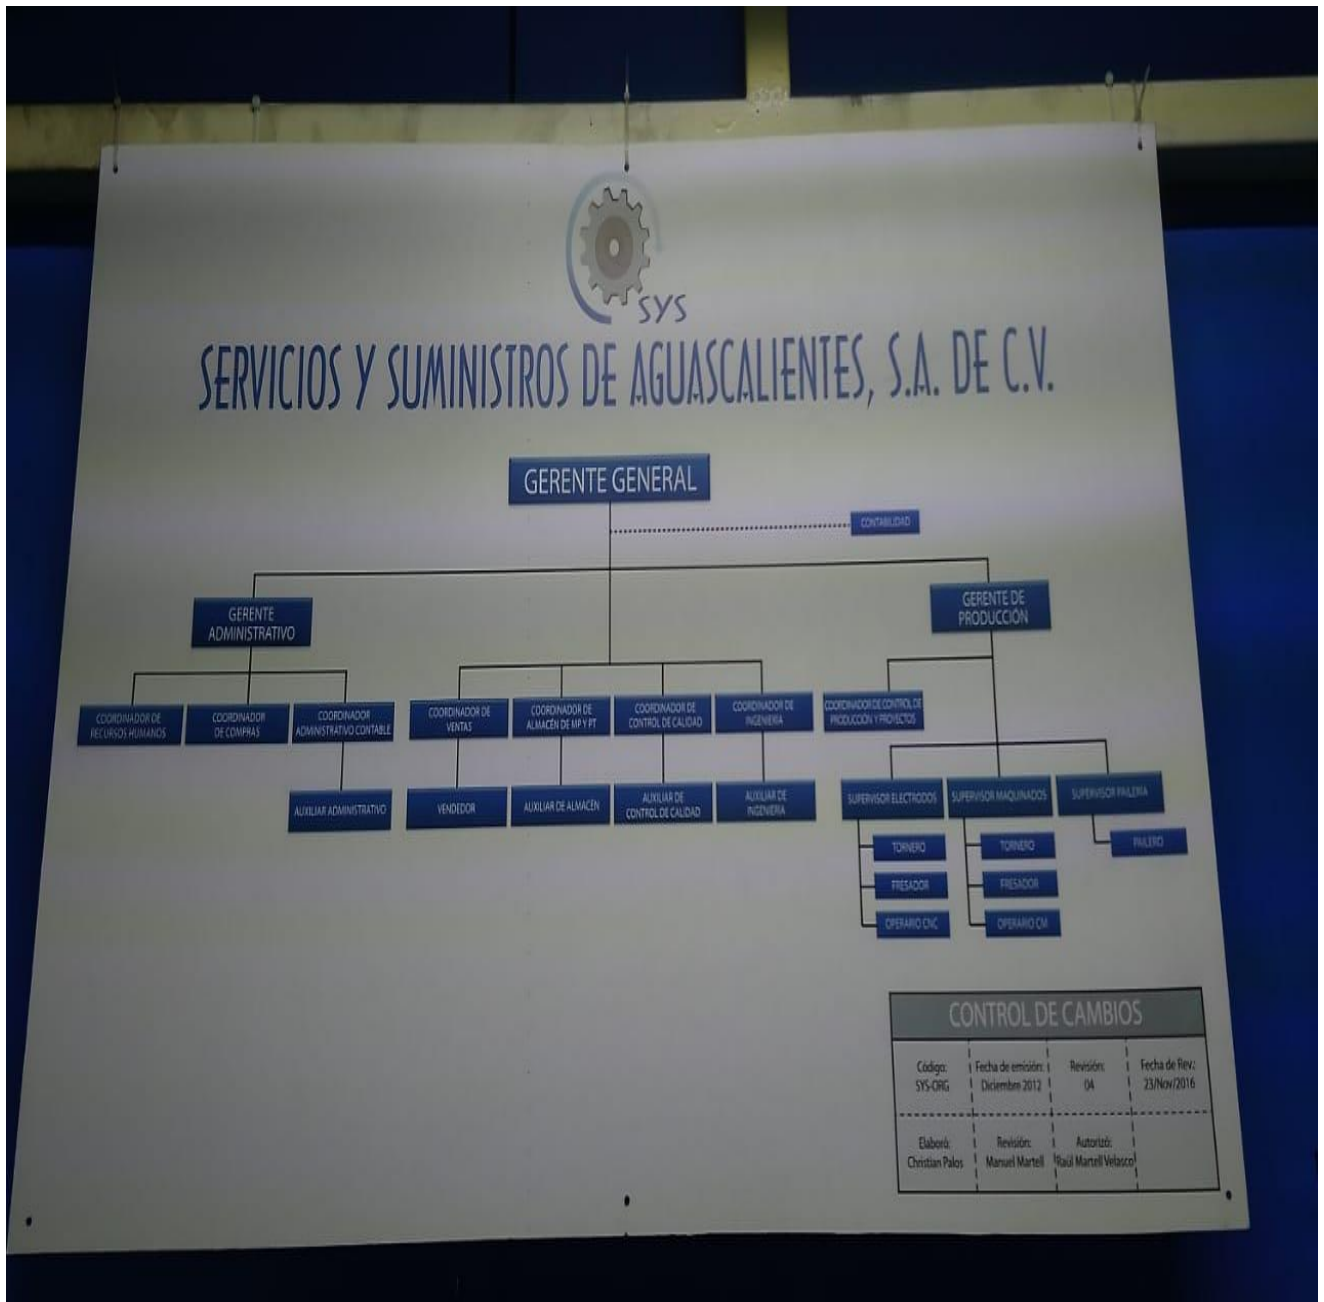 SYS
SERVICIOS Y SUMINISTROS DE AGUASCALIENTES, S.A. DE C.V.
GERENTE GENERAL
CONTABILIDAD
GERENTE
ADMINISTRATIVO
GERENTE DE
PRODUCCIÓN
COORDINADOR DE
RECURSOS HUMANOS
COORDINADOR
DE COMPRAS
COORDINADOR
ADMINISTRATIVO CONTABLE
COORDINADOR DE
VENTAS
COORDINADOR DE
ALMACÉN DE MP Y PT
COORDINADOR DE
CONTROL DE CALIDAD
COORDINADOR DE
INGENIERIA
COORDINADOR DE CONTROL DE
PRODUCCIÓN Y PROYECTOS
AUXILIAR ADMINISTRATIVO
VENDEDOR
AUXILIAR DE ALMACÉN
AUXILIAR DE
CONTROL DE CALIDAD
AUXILIAR DE
INGENIERIA
SUPERVISOR ELECTRODOS
SUPERVISOR MAQUINADOS
SUPERVISOR PAILERIA
TORNERO
FRESADOR
OPERARIO CNC
TORNERO
FRESADOR
OPERARIO CM
PAILERO
CONTROL DE CAMBIOS
Código:
SYS-ORG
Fecha de emisión:
Diciembre 2012
Revisión:
04
Fecha de Rev.:
23/Nov/2016
Elaboró:
Christian Palos
Revisión:
Manuel Martell
Autorizó:
Raúl Martell Velasco